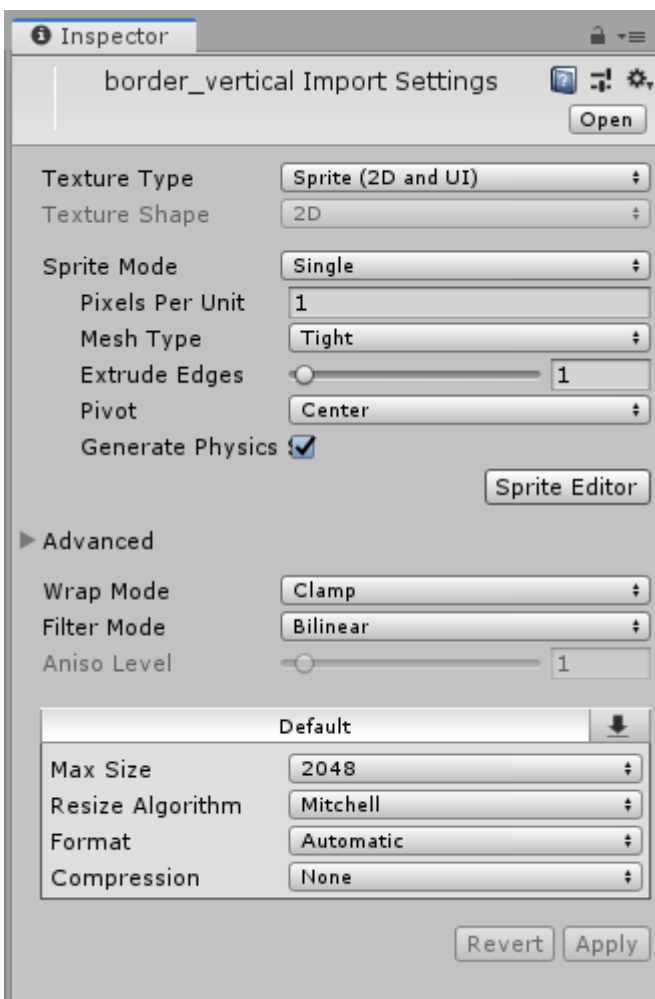 Inspector
border_vertical Import Settings
Open
Texture Type Sprite (2D and UI)
Texture Shape 2D
Sprite Mode Single
Pixels Per Unit 1
Mesh Type Tight
Extrude Edges 1
Pivot Center
Generate Physics
Sprite Editor
Advanced
Wrap Mode Clamp
Filter Mode Bilinear
Aniso Level 1
Default
Max Size 2048
Resize Algorithm Mitchell
Format Automatic
Compression None
Revert Apply